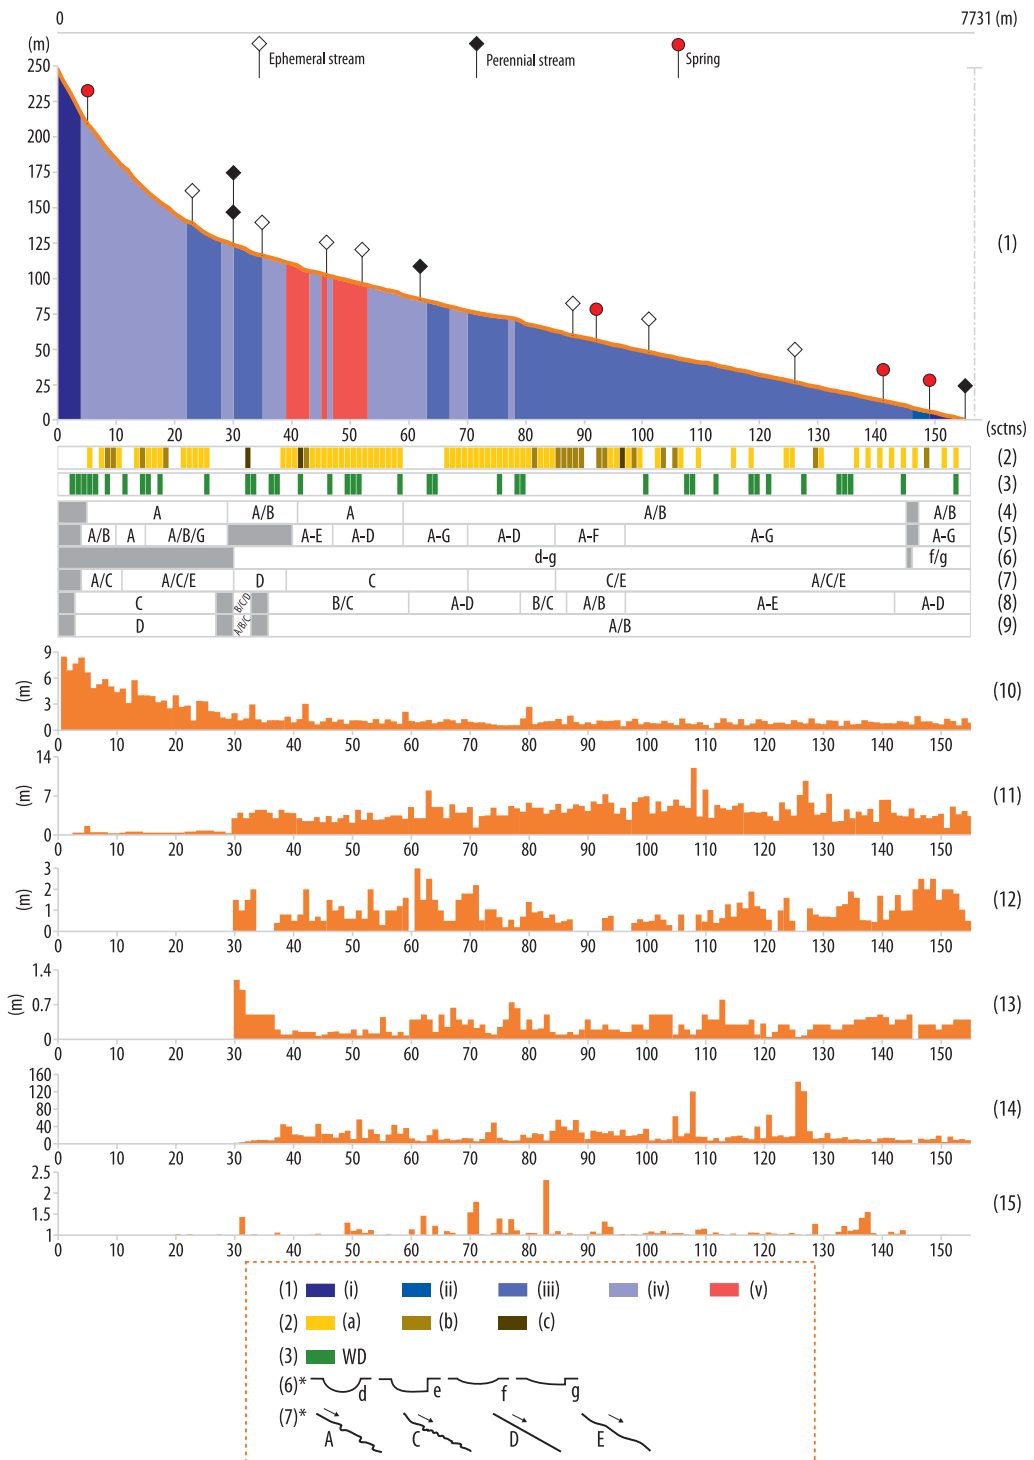 0 7731 (m)
(m)
Ephemeral stream Perennial stream Spring
250
225
200
175
150
125
100
75
50
25
0
(1)
0 10 20 30 40 50 60 70 80 90 100 110 120 130 140 150 (sctns)
(2)
(3)
A A/B A A/B A/B (4)
A/B A A/B/G A-E A-D A-G A-D A-F A-G A-G (5)
d-g f/g (6)
A/C A/C/E D C C/E A/C/E (7)
C B/C/D B/C A-D B/C A/B A-E A-D (8)
D A/B/C A/B (9)
9
6
3
0
(m)
(10)
0 10 20 30 40 50 60 70 80 90 100 110 120 130 140 150
14
7
0
(m)
(11)
0 10 20 30 40 50 60 70 80 90 100 110 120 130 140 150
3
2
1
0
(m)
(12)
0 10 20 30 40 50 60 70 80 90 100 110 120 130 140 150
1.4
0.7
0
(m)
(13)
0 10 20 30 40 50 60 70 80 90 100 110 120 130 140 150
160
120
80
40
0
(14)
0 10 20 30 40 50 60 70 80 90 100 110 120 130 140 150
2.5
2
1.5
1
(15)
0 10 20 30 40 50 60 70 80 90 100 110 120 130 140 150
(1) (i) (ii) (iii) (iv) (v)
(2) (a) (b) (c)
(3) WD
(6)* d e f g
(7)* A C D E